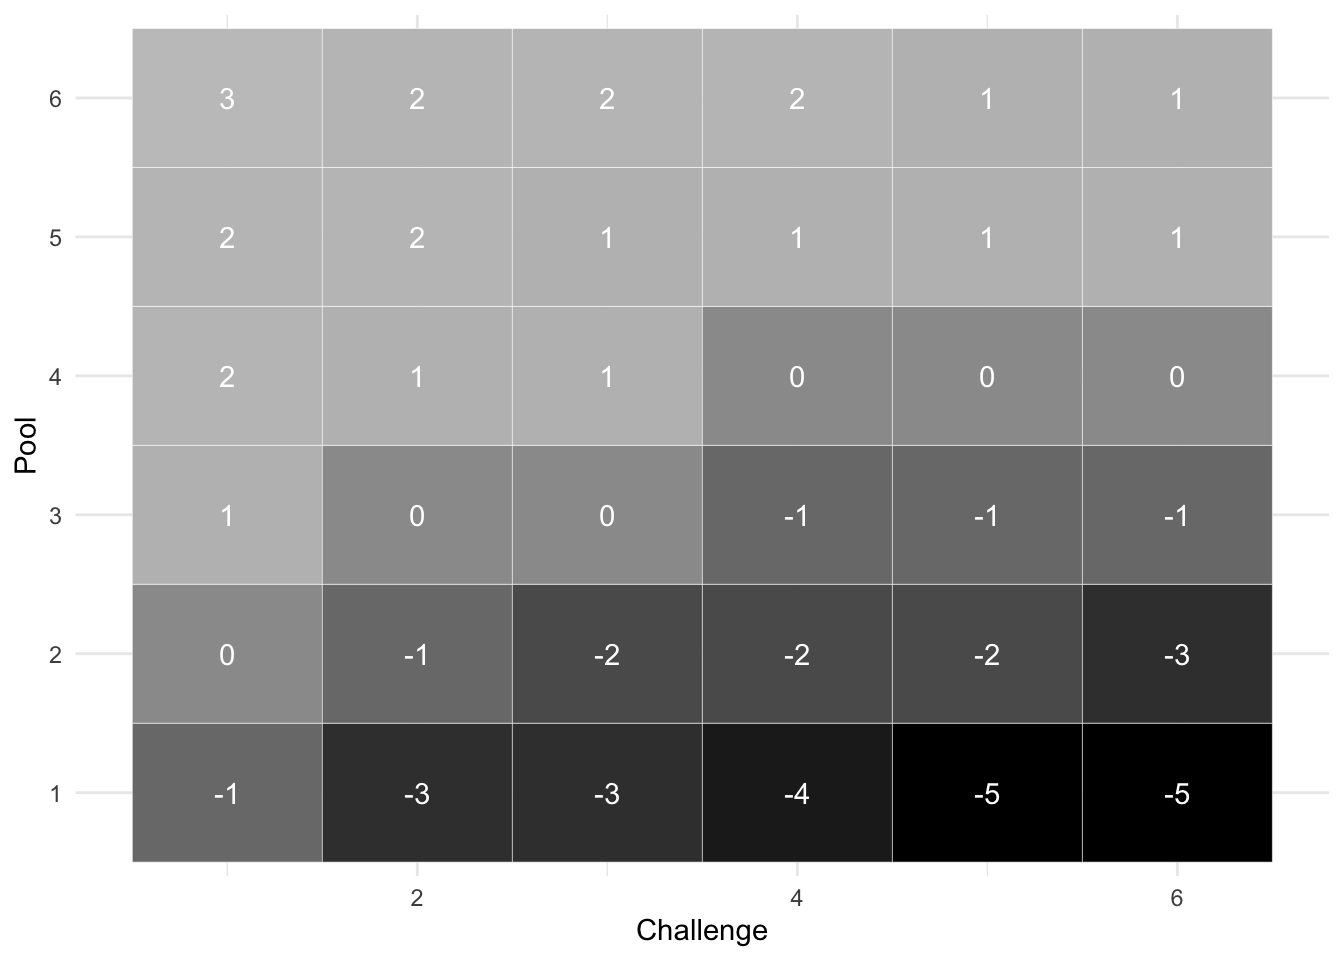 6 3 2 2 2 1 1
5 2 2 1 1 1 1
4 2 1 1 0 0 0
Pool
3 1 0 0 -1 -1 -1
2 0 -1 -2 -2 -2 -3
1 -1 -3 -3 -4 -5 -5
2 4 6
Challenge